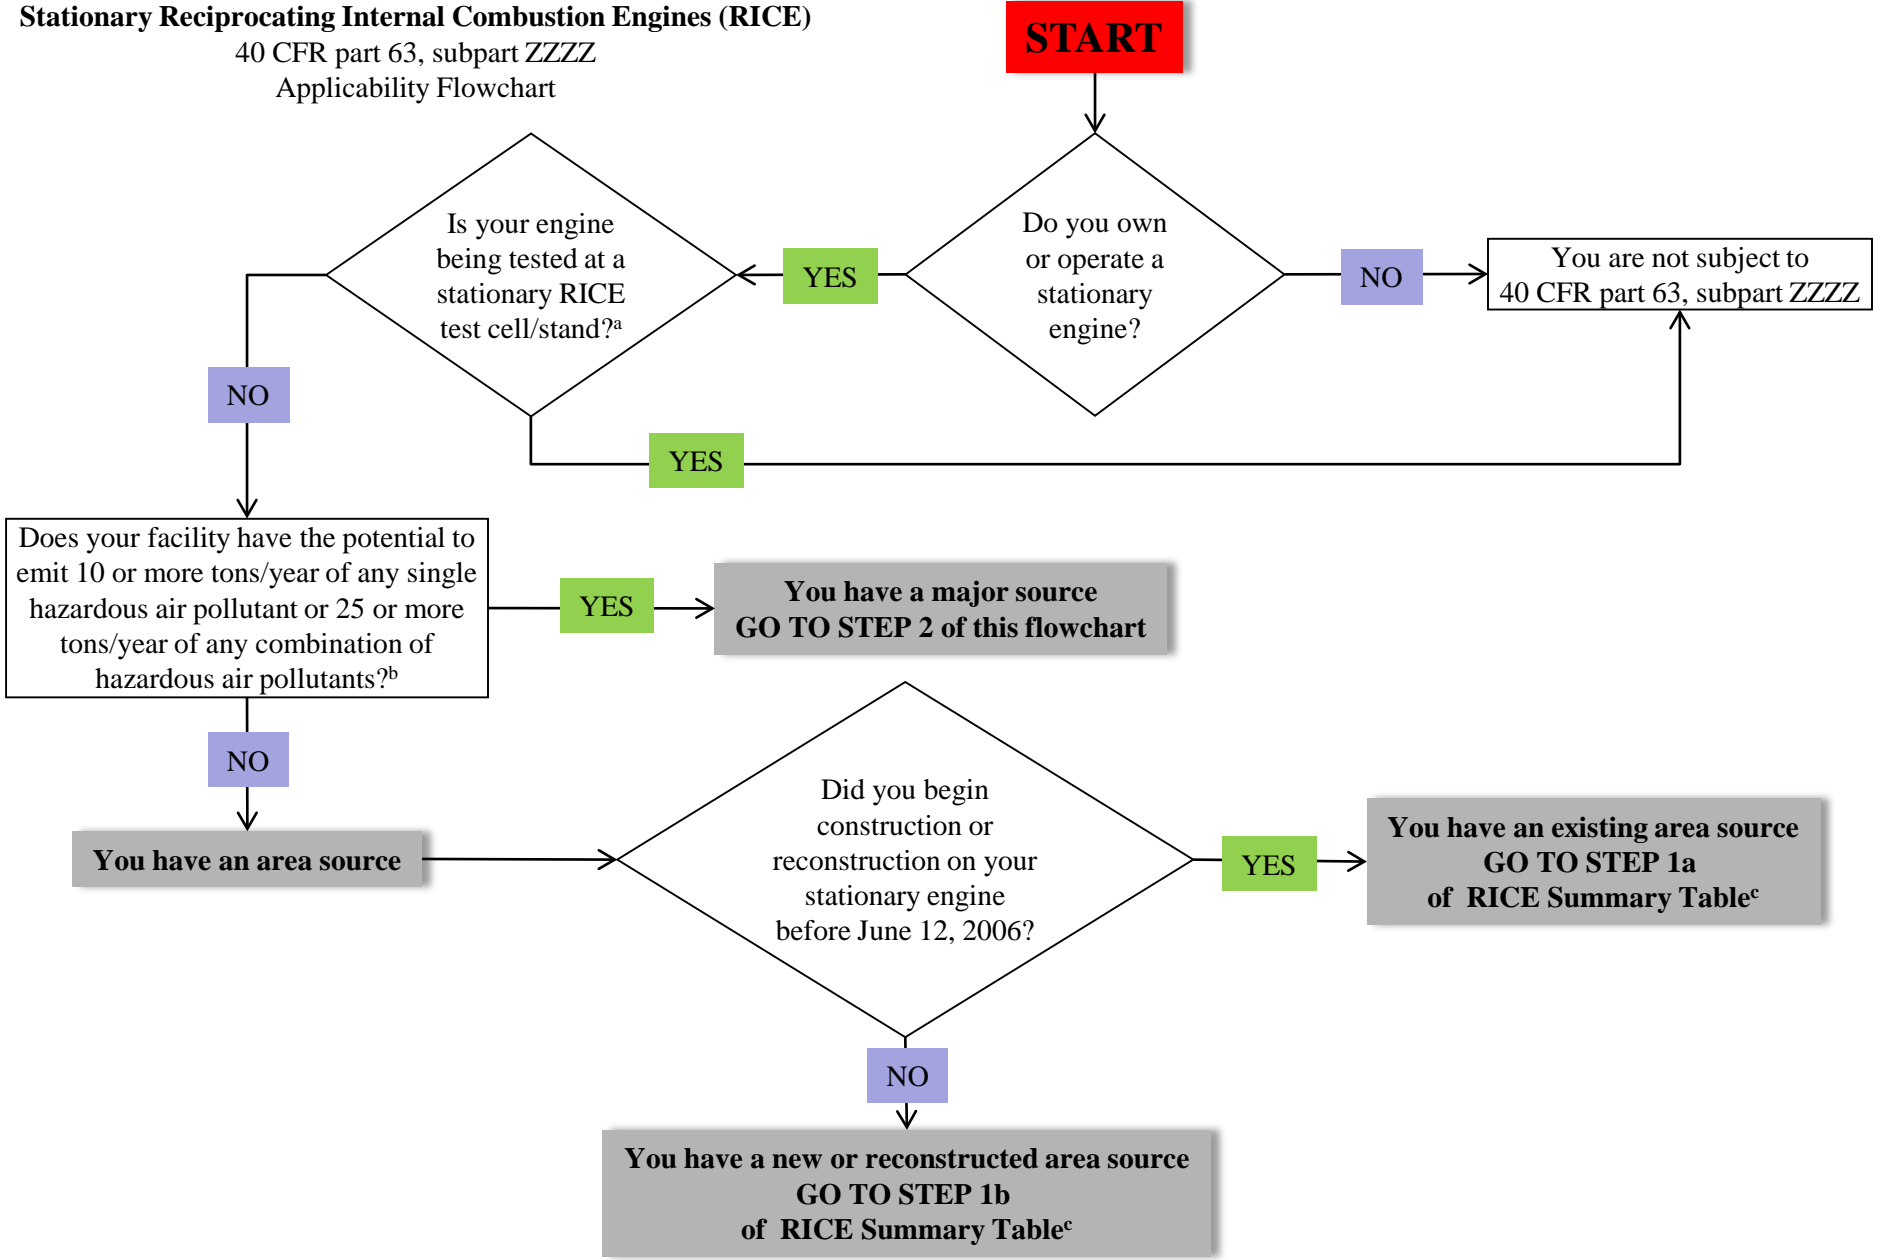 Stationary Reciprocating Internal Combustion Engines (RICE)
40 CFR part 63, subpart ZZZZ
Applicability Flowchart
START
Do you own
or operate a
stationary
engine?
NO
You are not subject to
40 CFR part 63, subpart ZZZZ
YES
Is your engine
being tested at a
stationary RICE
test cell/stand?ᵃ
YES
NO
Does your facility have the potential to
emit 10 or more tons/year of any single
hazardous air pollutant or 25 or more
tons/year of any combination of
hazardous air pollutants?ᵇ
YES
You have a major source
GO TO STEP 2 of this flowchart
NO
You have an area source
Did you begin
construction or
reconstruction on your
stationary engine
before June 12, 2006?
YES
You have an existing area source
GO TO STEP 1a
of RICE Summary Tableᶜ
NO
You have a new or reconstructed area source
GO TO STEP 1b
of RICE Summary Tableᶜ